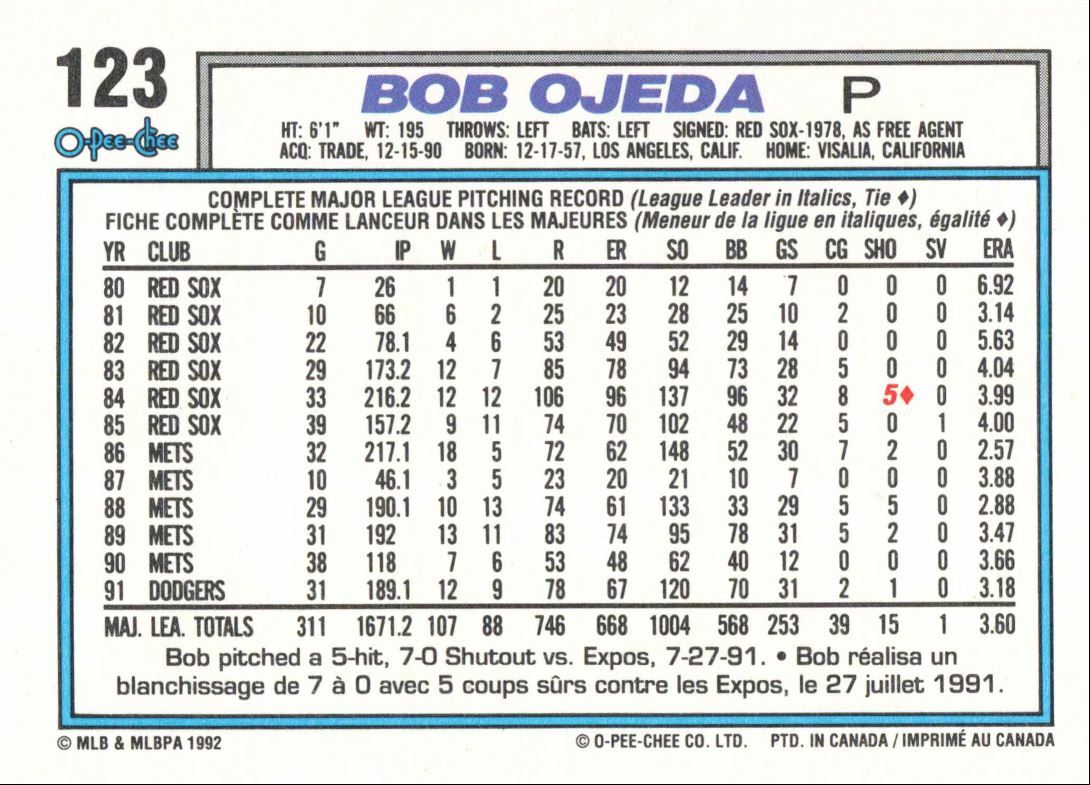 123
O-Pee-Chee
BOB OJEDA P
HT: 6'1" WT: 195 THROWS: LEFT BATS: LEFT SIGNED: RED SOX-1978, AS FREE AGENT
ACQ: TRADE, 12-15-90 BORN: 12-17-57, LOS ANGELES, CALIF. HOME: VISALIA, CALIFORNIA
COMPLETE MAJOR LEAGUE PITCHING RECORD (League Leader in Italics, Tie ♦)
FICHE COMPLÈTE COMME LANCEUR DANS LES MAJEURES (Meneur de la ligue en italiques, égalité ♦)
YR CLUB G IP W L R ER SO BB GS CG SHO SV ERA
80 RED SOX 7 26 1 1 20 20 12 14 7 0 0 0 6.92
81 RED SOX 10 66 6 2 25 23 28 25 10 2 0 0 3.14
82 RED SOX 22 78.1 4 6 53 49 52 29 14 0 0 0 5.63
83 RED SOX 29 173.2 12 7 85 78 94 73 28 5 0 0 4.04
84 RED SOX 33 216.2 12 12 106 96 137 96 32 8 5♦ 0 3.99
85 RED SOX 39 157.2 9 11 74 70 102 48 22 5 0 1 4.00
86 METS 32 217.1 18 5 72 62 148 52 30 7 2 0 2.57
87 METS 10 46.1 3 5 23 20 21 10 7 0 0 0 3.88
88 METS 29 190.1 10 13 74 61 133 33 29 5 5 0 2.88
89 METS 31 192 13 11 83 74 95 78 31 5 2 0 3.47
90 METS 38 118 7 6 53 48 62 40 12 0 0 0 3.66
91 DODGERS 31 189.1 12 9 78 67 120 70 31 2 1 0 3.18
MAJ. LEA. TOTALS 311 1671.2 107 88 746 668 1004 568 253 39 15 1 3.60
Bob pitched a 5-hit, 7-0 Shutout vs. Expos, 7-27-91. • Bob réalisa un
blanchissage de 7 à 0 avec 5 coups sûrs contre les Expos, le 27 juillet 1991.
© MLB & MLBPA 1992 © O-PEE-CHEE CO. LTD. PTD. IN CANADA / IMPRIMÉ AU CANADA